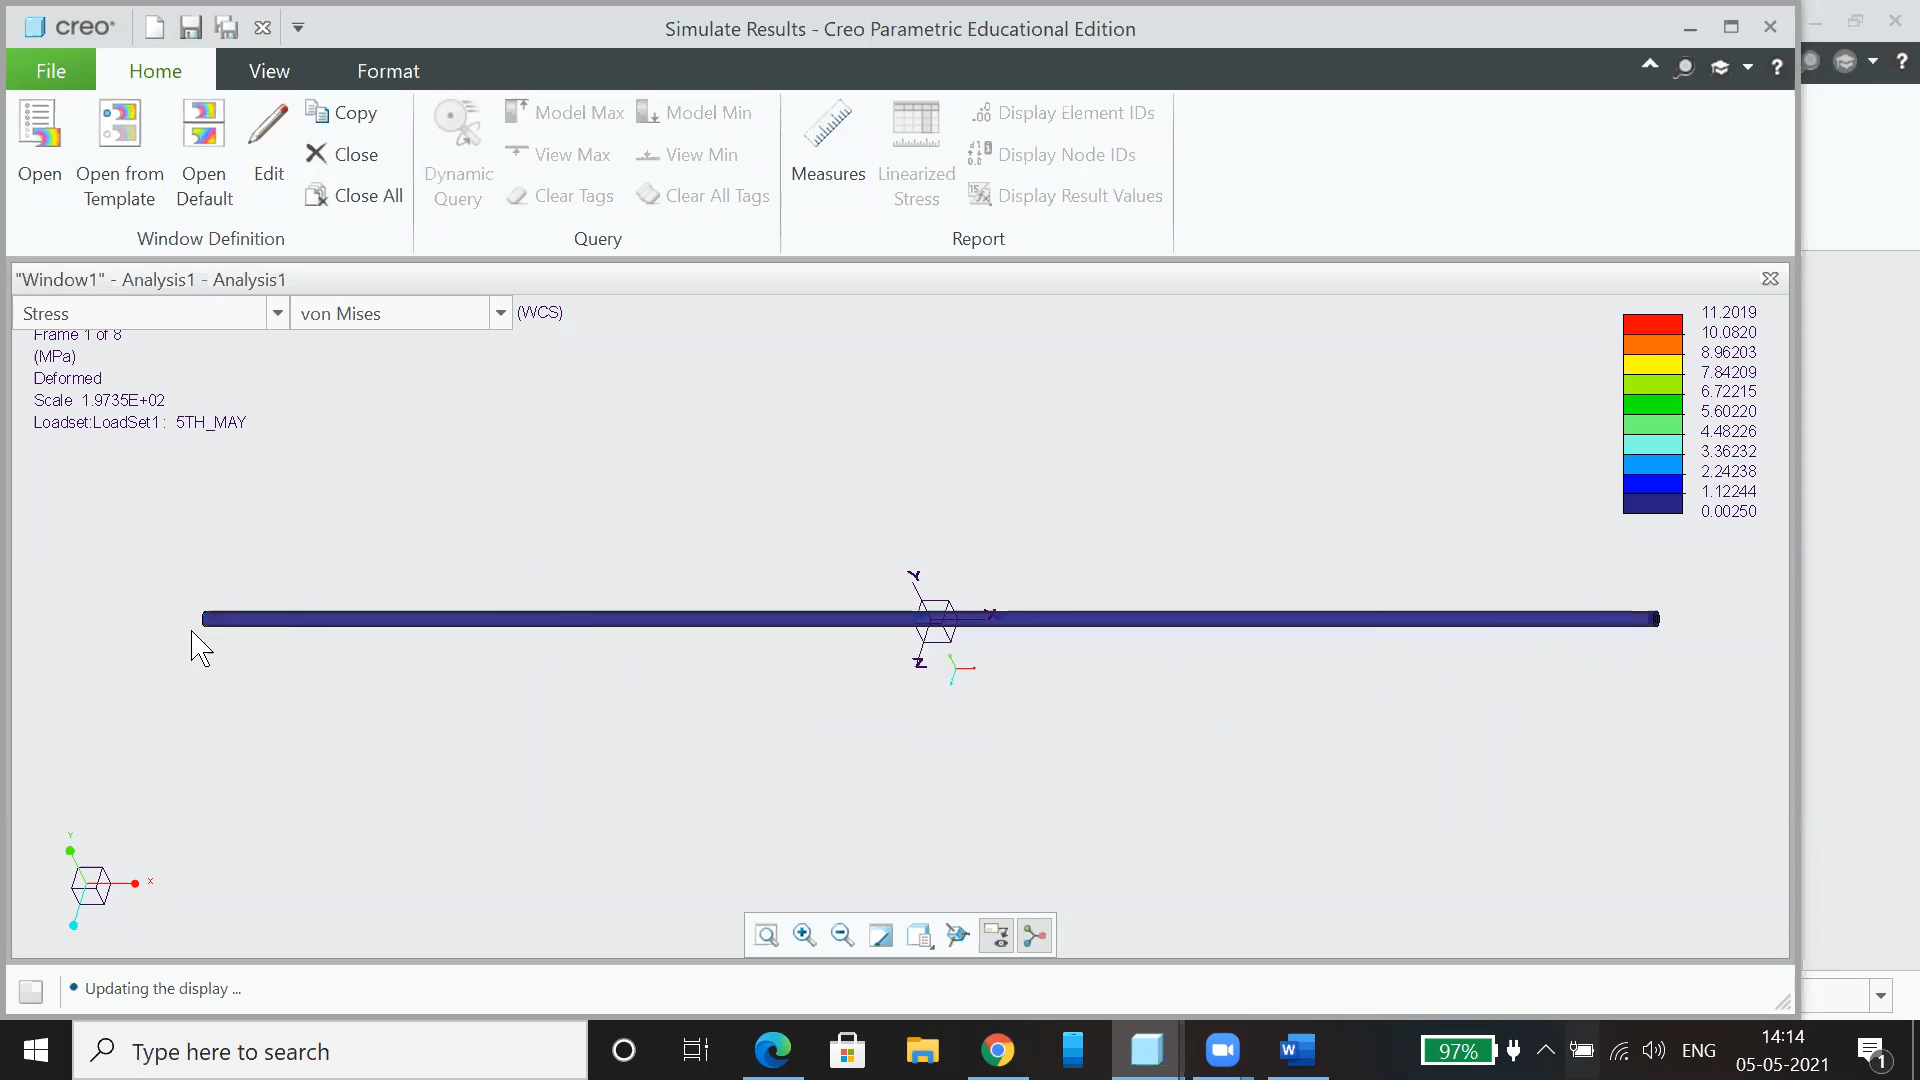 creo
Simulate Results - Creo Parametric Educational Edition
File
Home
View
Format
?
?
Open
Open from
Template
Open
Default
Edit
Copy
Close
Close All
Window Definition
Dynamic
Query
Model Max
Model Min
View Max
View Min
Clear Tags
Clear All Tags
Query
Measures
Linearized
Stress
Display Element IDs
Display Node IDs
Display Result Values
Report
"Window1" - Analysis1 - Analysis1
Stress
von Mises
(WCS)
Frame 1 of 8
(MPa)
Deformed
Scale 1.9735E+02
Loadset:LoadSet1 : 5TH_MAY
11.2019
10.0820
8.96203
7.84209
6.72215
5.60220
4.48226
3.36232
2.24238
1.12244
0.00250
Y
X
Z
Y
X
Updating the display ...
Type here to search
97%
ENG
14:14
05-05-2021
1